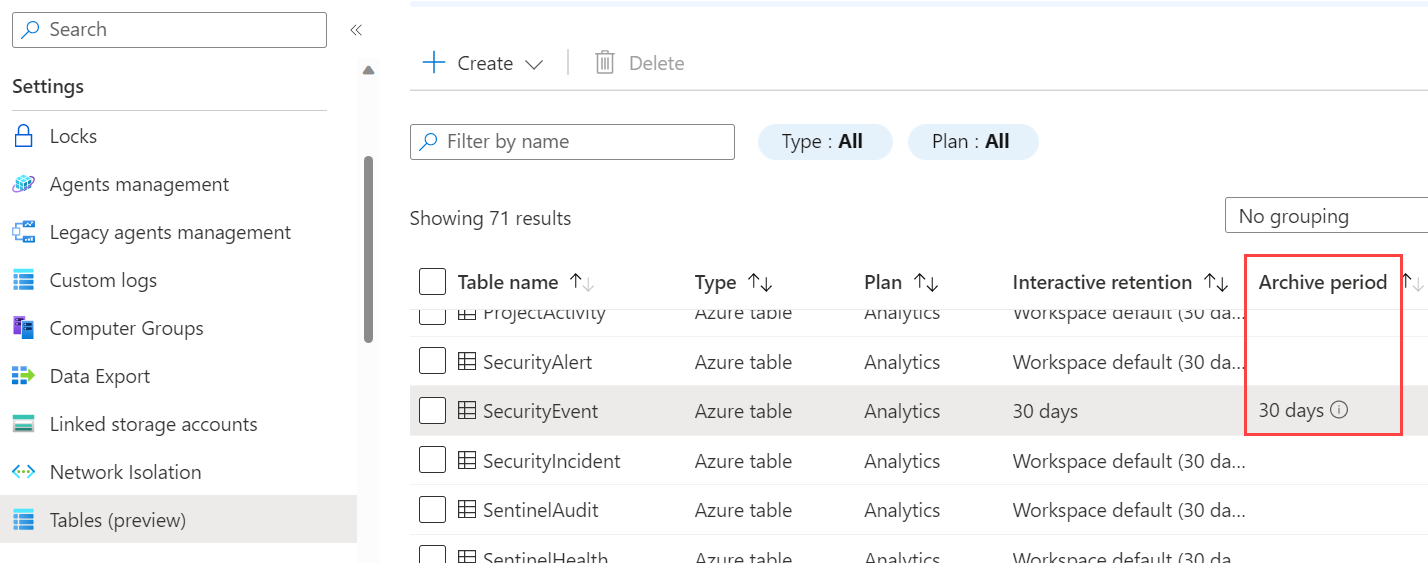 Search
Settings
Locks
Agents management
Legacy agents management
Custom logs
Computer Groups
Data Export
Linked storage accounts
Network Isolation
Tables (preview)
Create
Delete
Filter by name
Type : All
Plan : All
Showing 71 results
No grouping
Table name Type Plan Interactive retention Archive period
ProjectActivity Azure table Analytics Workspace default (30 da...
SecurityAlert Azure table Analytics Workspace default (30 da...
SecurityEvent Azure table Analytics 30 days 30 days
SecurityIncident Azure table Analytics Workspace default (30 da...
SentinelAudit Azure table Analytics Workspace default (30 da...
SentinelHealth Azure table Analytics Workspace default (30 da...